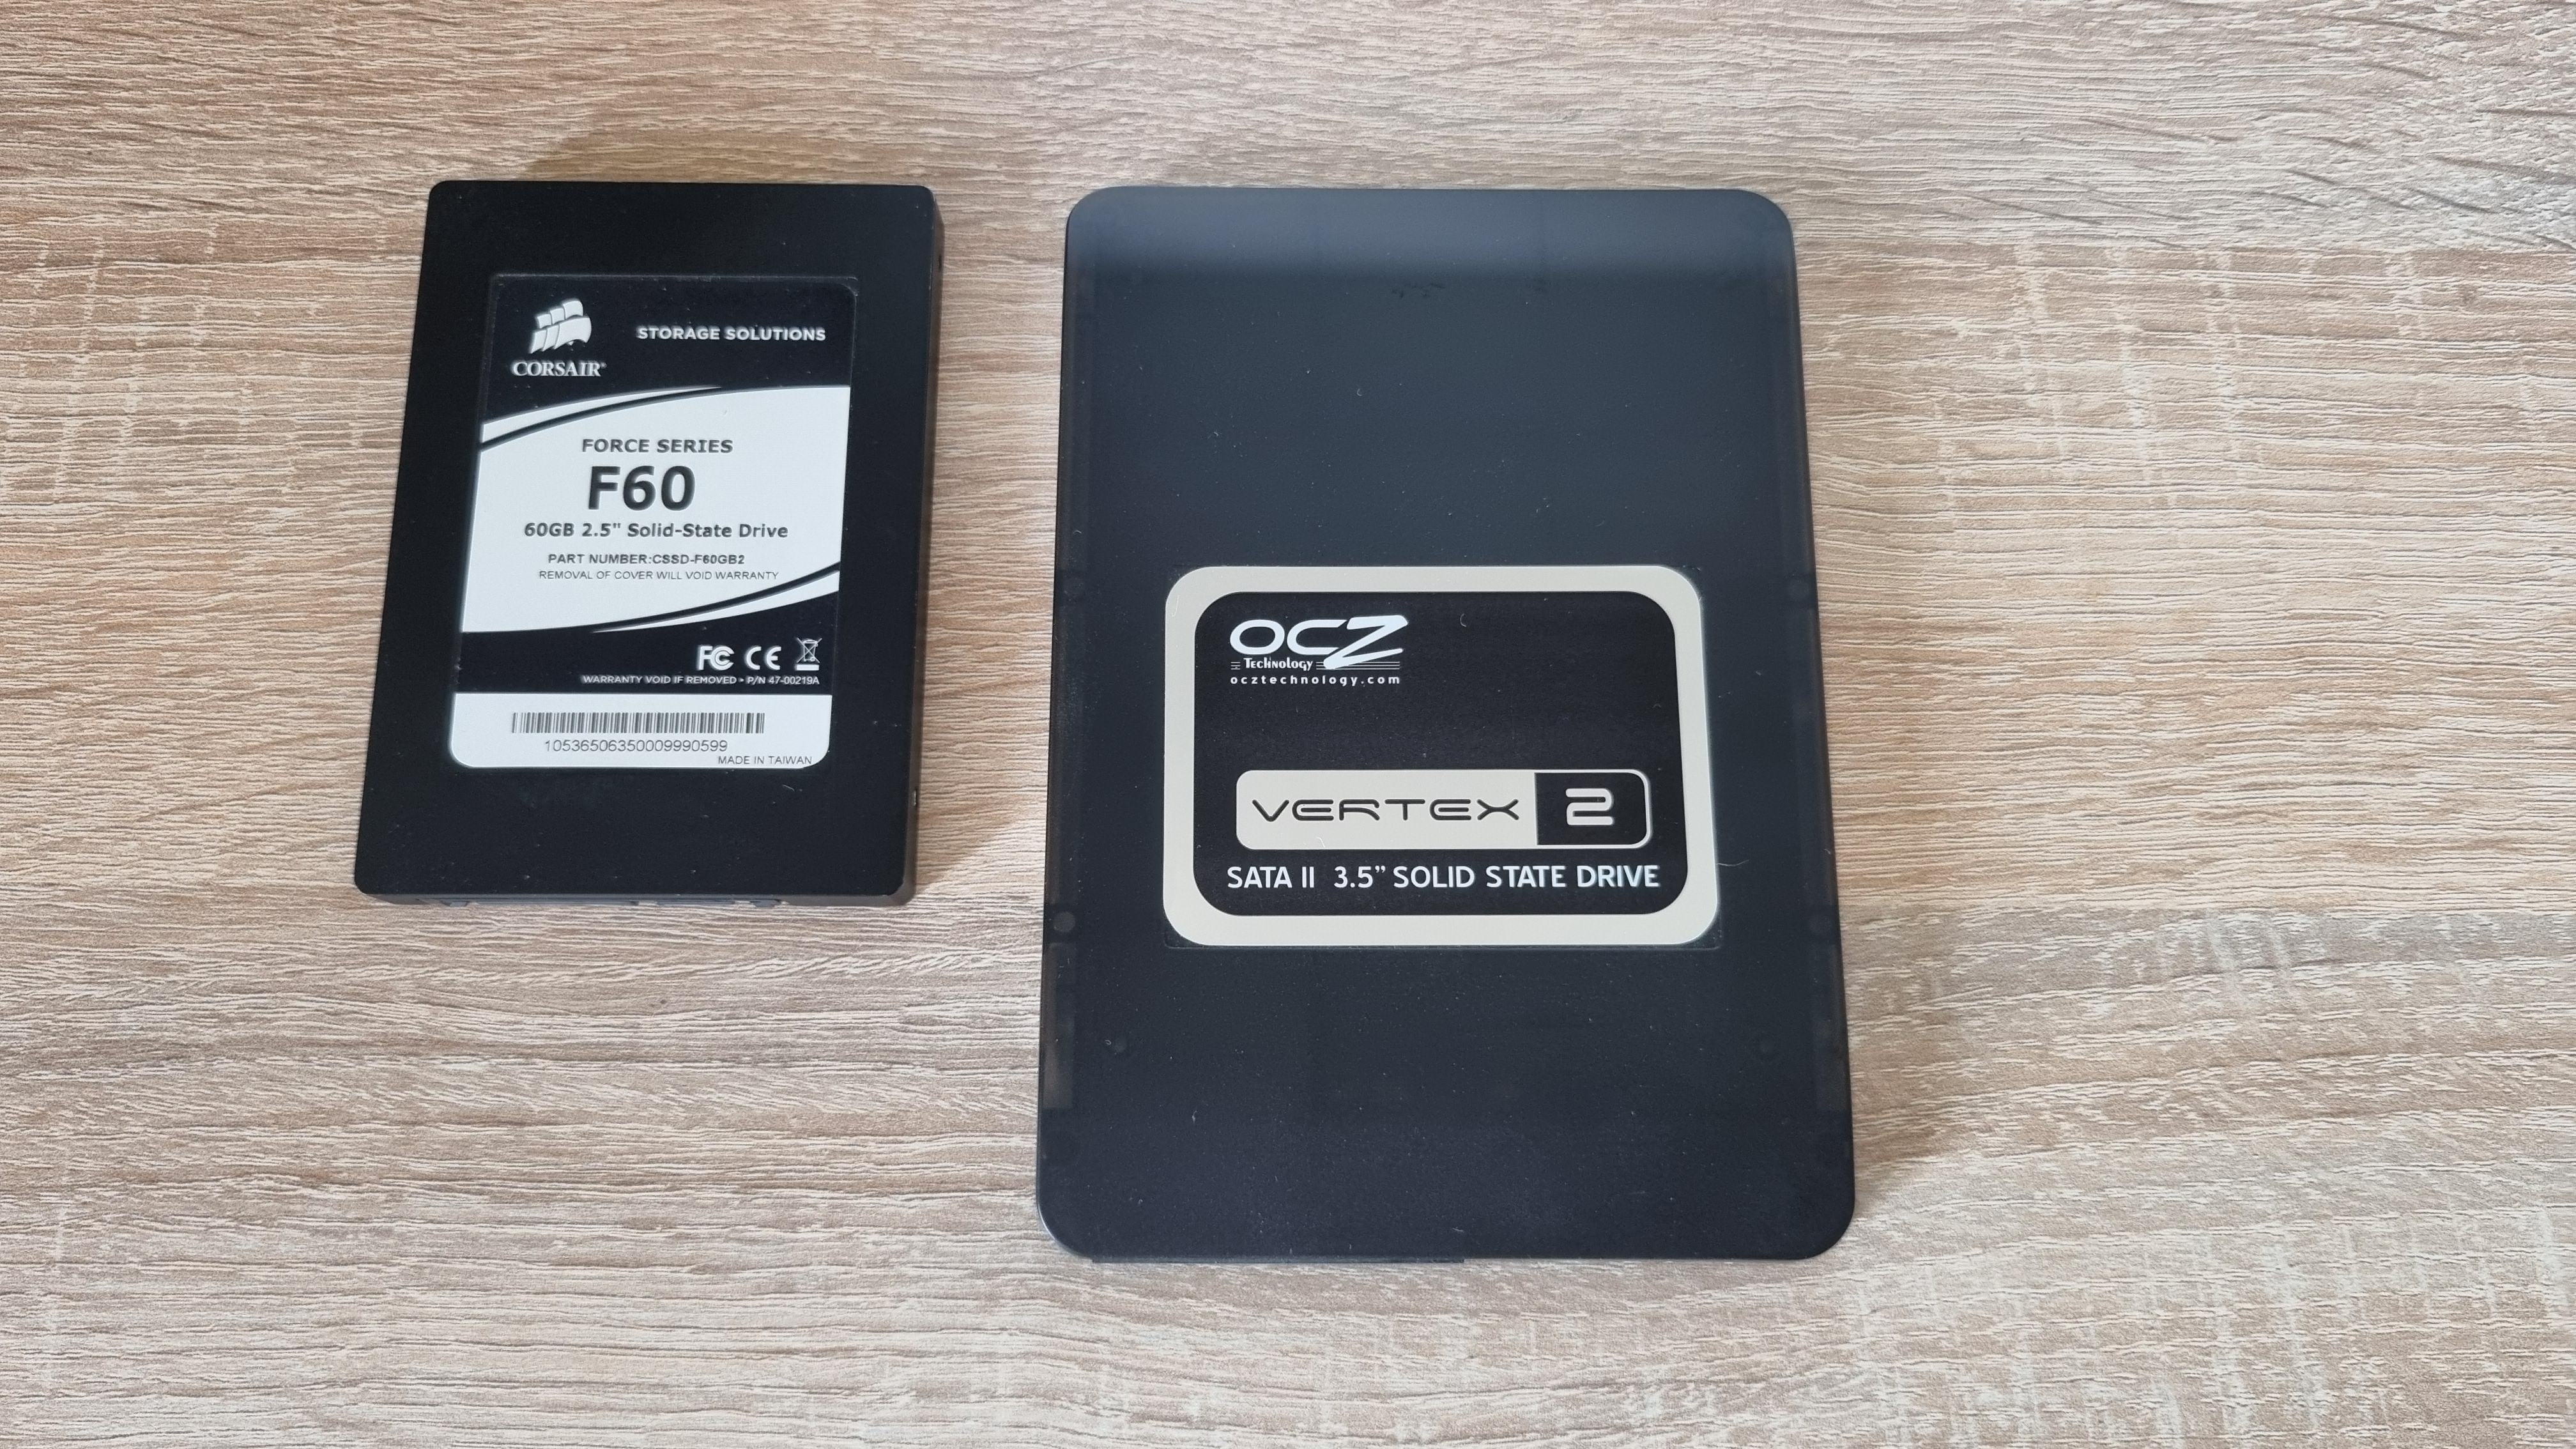 CORSAIR
STORAGE SOLUTIONS
FORCE SERIES
F60
60GB 2.5" Solid-State Drive
PART NUMBER:CSSD-F60GB2
REMOVAL OF COVER WILL VOID WARRANTY
FC CE
WARRANTY VOID IF REMOVED - P/N 47-00219A
10536506350009990599
MADE IN TAIWAN
OCZ
Technology
ocztechnology.com
VERTEX 2
SATA II 3.5” SOLID STATE DRIVE